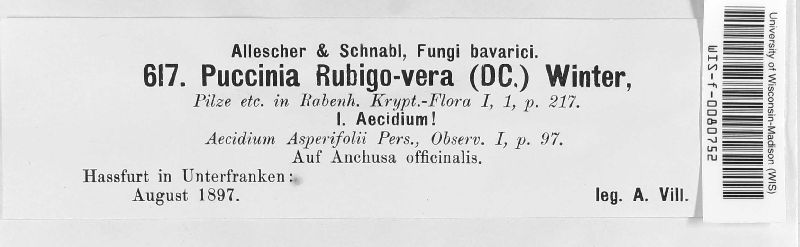 Allescher & Schnabl, Fungi bavarici.
617. Puccinia Rubigo-vera (DC.) Winter,
Pilze etc. in Rabenh. Krypt.-Flora I, 1, p. 217.
I. Aecidium!
Aecidium Asperifolii Pers., Observ. I, p. 97.
Auf Anchusa officinalis.
Hassfurt in Unterfranken:
August 1897.
leg. A. Vill.
University of Wisconsin-Madison (WIS)
WIS-f-0080752